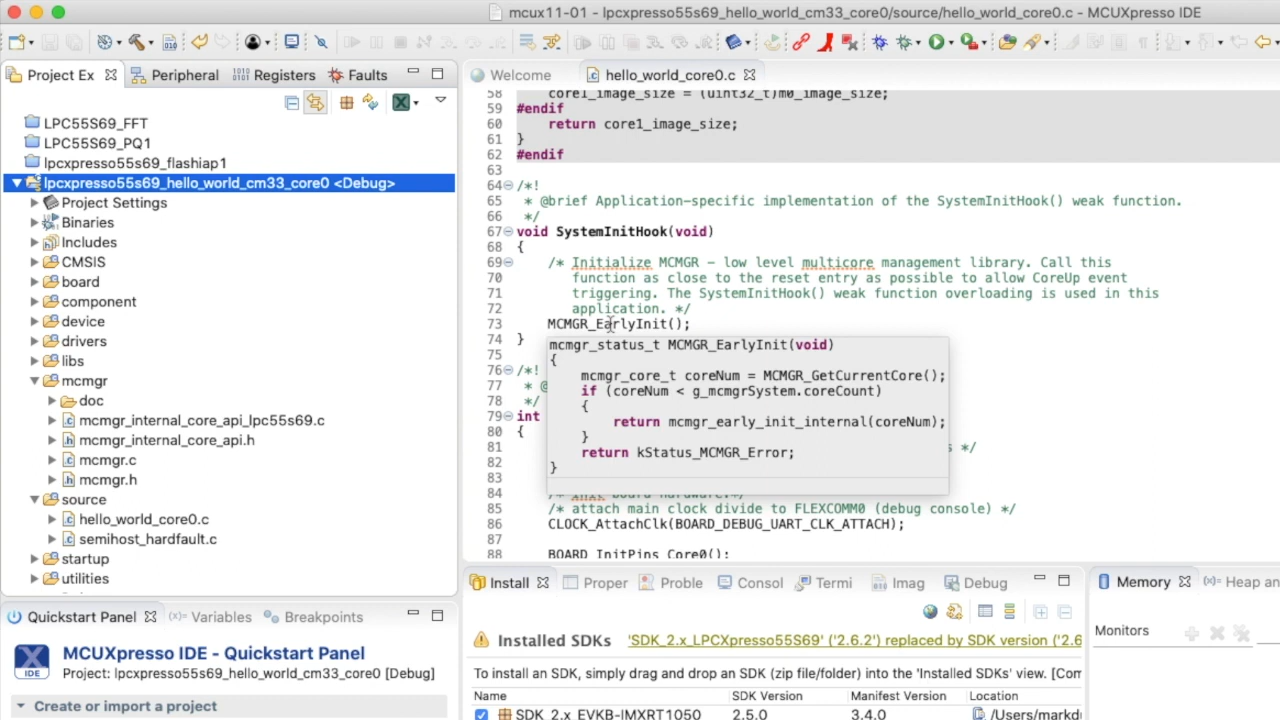 mcux11-01 - lpcxpresso55s69_hello_world_cm33_core0/source/hello_world_core0.c - MCUXpresso IDE
Project Ex
Peripheral
Registers
Faults
LPC55S69_FFT
LPC55S69_PQ1
lpcxpresso55s69_flashiap1
lpcxpresso55s69_hello_world_cm33_core0 <Debug>
Project Settings
Binaries
Includes
CMSIS
board
component
device
drivers
libs
mcmgr
doc
mcmgr_internal_core_api_lpc55s69.c
mcmgr_internal_core_api.h
mcmgr.c
mcmgr.h
source
hello_world_core0.c
semihost_hardfault.c
startup
utilities
Welcome
hello_world_core0.c
58 core1_image_size = (uint32_t)m0_image_size;
59 #endif
60 return core1_image_size;
61 }
62 #endif
63
64 /*!
65 * @brief Application-specific implementation of the SystemInitHook() weak function.
66 */
67 void SystemInitHook(void)
68 {
69 /* Initialize MCMGR - low level multicore management library. Call this
70 function as close to the reset entry as possible to allow CoreUp event
71 triggering. The SystemInitHook() weak function overloading is used in this
72 application. */
73 MCMGR_EarlyInit();
74 }
75
76 /*!
77 * @
78 */
79 int
80 {
81 */
82
83
84 /* Init board hardware.*/
85 /* attach main clock divide to FLEXCOMM0 (debug console) */
86 CLOCK_AttachClk(BOARD_DEBUG_UART_CLK_ATTACH);
87
88 BOARD_InitPins_Core0();
mcmgr_status_t MCMGR_EarlyInit(void)
{
mcmgr_core_t coreNum = MCMGR_GetCurrentCore();
if (coreNum < g_mcmgrSystem.coreCount)
{
return mcmgr_early_init_internal(coreNum);
}
return kStatus_MCMGR_Error;
}
Quickstart Panel
Variables
Breakpoints
MCUXpresso IDE - Quickstart Panel
Project: lpcxpresso55s69_hello_world_cm33_core0 [Debug]
IDE
Create or import a project
Install
Proper
Proble
Consol
Termi
Imag
Debug
Installed SDKs
'SDK_2.x_LPCXpresso55S69' ('2.6.2') replaced by SDK version ('2.6
To install an SDK, simply drag and drop an SDK (zip file/folder) into the 'Installed SDKs' view. [Com
Name SDK Version Manifest Version Location
SDK_2.x_EVKB-IMXRT1050 2.5.0 3.4.0 /Users/markd
Memory
Heap an
Monitors